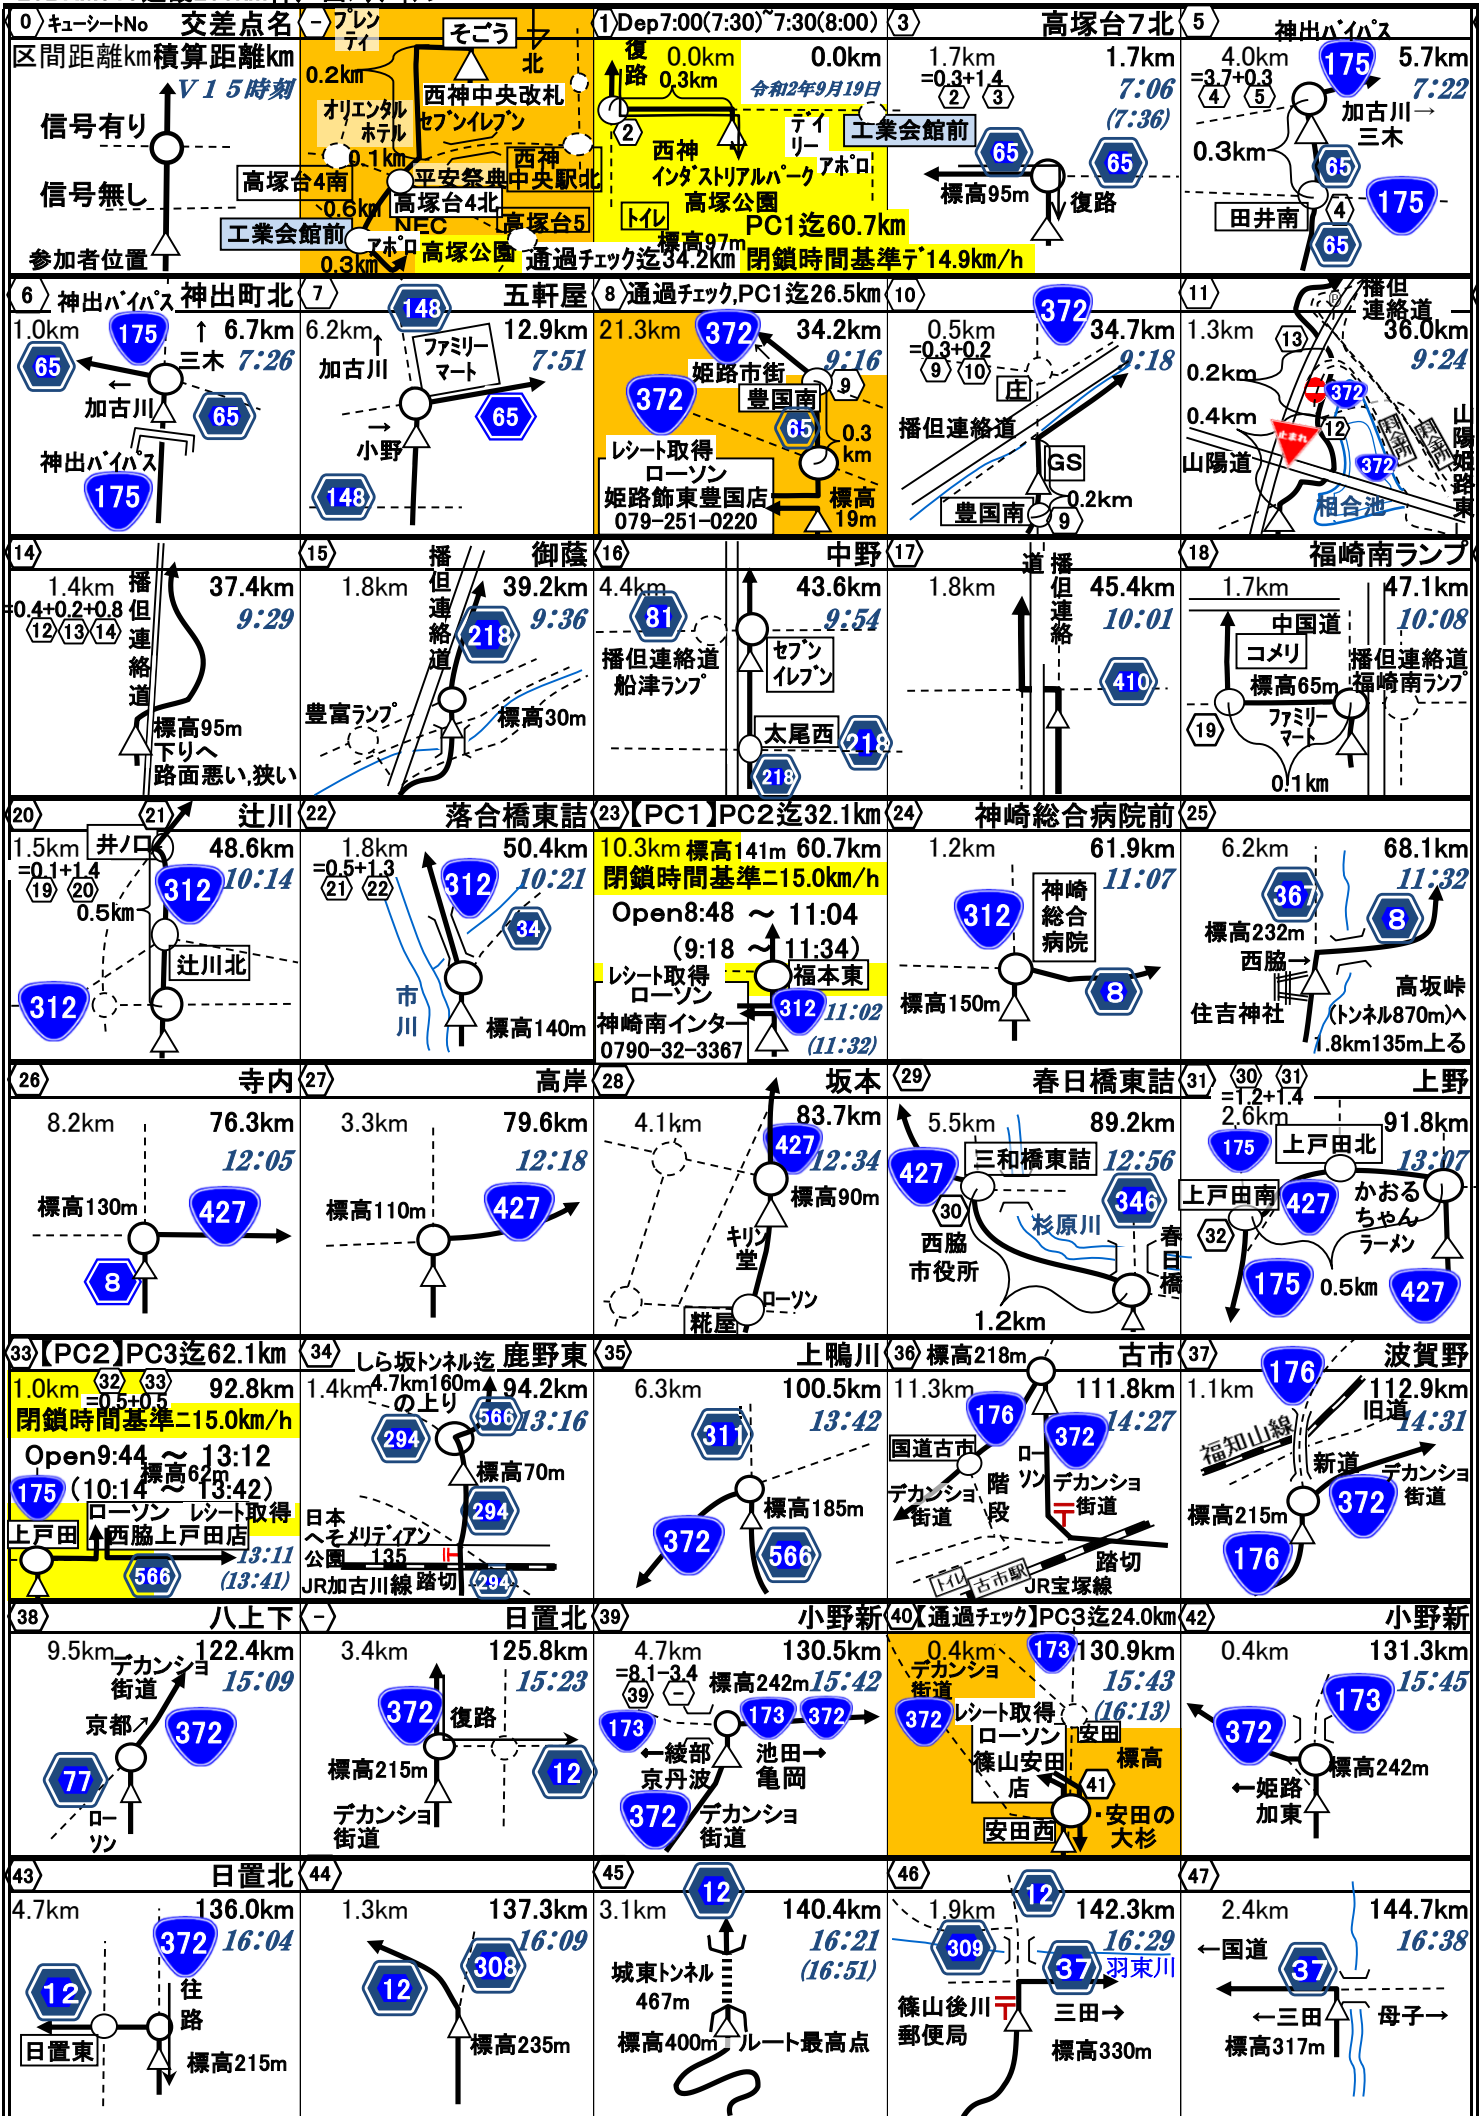 0 キューシートNo 交差点名
区間距離km 積算距離km
V15時刻
信号有り
信号無し
参加者位置
-
プレンティ
そごう
北
0.2km
西神中央改札
オリエンタルホテル
セブンイレブン
0.1km
西神中央駅北
高塚台4南
平安祭典
高塚台4北
0.6km
NEC
高塚台5
工業会館前
アポロ
高塚公園
0.3km
1 Dep7:00(7:30)~7:30(8:00)
復路
0.0km 0.0km
0.3km
令和2年9月19日
2
デイリー
アポロ
工業会館前
西神インダストリアルパーク
高塚公園
トイレ
PC1迄60.7km
標高97m
通過チェック迄34.2km
閉鎖時間基準デ14.9km/h
3 高塚台7北
1.7km 1.7km
=0.3+1.4
2 3
7:06
(7:36)
65 65
標高95m
復路
5
神出バイパス
4.0km 5.7km
=3.7+0.3
4 5
175
7:22
加古川→
三木
0.3km
65
田井南
4
175
65
6 神出バイパス 神出町北
1.0km 6.7km
175
↑三木
7:26
65
←加古川
65
神出バイパス
175
7 五軒屋
148
6.2km 12.9km
7:51
↑加古川
ファミリーマート
65
→小野
148
8 通過チェック,PC1迄26.5km
21.3km 34.2km
372
9:16
姫路市街
9
372
豊国南
65
0.3km
レシート取得
ローソン
姫路飾東豊国店
079-251-0220
標高19m
10
372
0.5km 34.7km
=0.3+0.2
9 10
9:18
庄
播但連絡道
GS
0.2km
豊国南
9
11
播但連絡道
1.3km 36.0km
13
9:24
0.2km
372
0.4km
12
止まれ
料金所
料金所
山陽道
372
相合池
山陽姫路東
14
1.4km 37.4km
=0.4+0.2+0.8
12 13 14
9:29
播但連絡道
標高95m
下りへ
路面悪い,狭い
15 御蔭
1.8km 39.2km
播但連絡道
9:36
218
豊富ランプ
標高30m
16 中野
4.4km 43.6km
81
9:54
播但連絡道
船津ランプ
セブンイレブン
太尾西
218
218
17
播但連絡道
1.8km 45.4km
10:01
410
18 福崎南ランプ
1.7km 47.1km
中国道
10:08
コメリ
播但連絡道
福崎南ランプ
標高65m
19
ファミリーマート
0.1km
20 21 辻川
井ノ口
1.5km 48.6km
=0.1+1.4
19 20
312
10:14
0.5km
辻川北
312
22 落合橋東詰
1.8km 50.4km
=0.5+1.3
21 22
312
10:21
34
市川
標高140m
23【PC1】PC2迄32.1km
10.3km 標高141m 60.7km
閉鎖時間基準ニ15.0km/h
Open8:48 ～ 11:04
(9:18 ～ 11:34)
レシート取得
福本東
ローソン
神崎南インター
0790-32-3367
312
11:02
(11:32)
24 神崎総合病院前
1.2km 61.9km
11:07
312
神崎総合病院
8
標高150m
25
6.2km 68.1km
11:32
367
8
標高232m
西脇→
住吉神社
高坂峠
(トンネル870m)へ
1.8km135m上る
26 寺内
8.2km 76.3km
12:05
標高130m
427
8
27 高岸
3.3km 79.6km
12:18
標高110m
427
28 坂本
4.1km 83.7km
427
12:34
標高90m
キリン堂
ローソン
糀屋
29 春日橋東詰
5.5km 89.2km
427
三和橋東詰
12:56
30
346
杉原川
西脇市役所
春日橋
1.2km
31 30 31 上野
=1.2+1.4
2.6km 91.8km
175
上戸田北
13:07
上戸田南
427
かおるちゃんラーメン
32
175
0.5km
427
33【PC2】PC3迄62.1km
1.0km 32 33 92.8km
=0.5+0.5
閉鎖時間基準ニ15.0km/h
Open9:44 ～ 13:12
標高62m
(10:14 ～ 13:42)
175
ローソン レシート取得
上戸田
西脇上戸田店
566
13:11
(13:41)
34 鹿野東
しら坂トンネル迄
4.7km160m
の上り
1.4km 94.2km
566
13:16
294
標高70m
294
日本へそメリディアン公園
135
JR加古川線
踏切
294
35 上鴨川
6.3km 100.5km
311
13:42
標高185m
372
566
36 標高218m 古市
11.3km 111.8km
176
14:27
372
国道古市
ローソン
デカンショ街道
階段
デカンショ街道
トイレ
古市駅
JR宝塚線
踏切
37 波賀野
176
1.1km 112.9km
旧道
14:31
福知山線
新道
デカンショ街道
標高215m
372
176
38 八上下
9.5km 122.4km
デカンショ街道
15:09
京都↗
372
77
ローソン
- 日置北
3.4km 125.8km
15:23
372
復路
標高215m
12
デカンショ街道
39 小野新
4.7km 130.5km
=8.1-3.4
39 -
標高242m
15:42
173
173 372
←綾部
京丹波
池田→
亀岡
372
デカンショ街道
40【通過チェック】PC3迄24.0km
0.4km 130.9km
173
デカンショ街道
15:43
(16:13)
372
レシート取得
ローソン
篠山安田店
安田
標高
41
安田西
・安田の大杉
42 小野新
0.4km 131.3km
15:45
173
372
標高242m
←姫路
加東
43 日置北
4.7km 136.0km
372
16:04
12
往路
日置東
標高215m
44
1.3km 137.3km
16:09
308
12
標高235m
45
12
3.1km 140.4km
16:21
(16:51)
城東トンネル
467m
標高400m
ルート最高点
46
12
1.9km 142.3km
309
16:29
37
羽束川
篠山後川郵便局
三田→
標高330m
47
2.4km 144.7km
←国道
16:38
37
←三田
母子→
標高317m